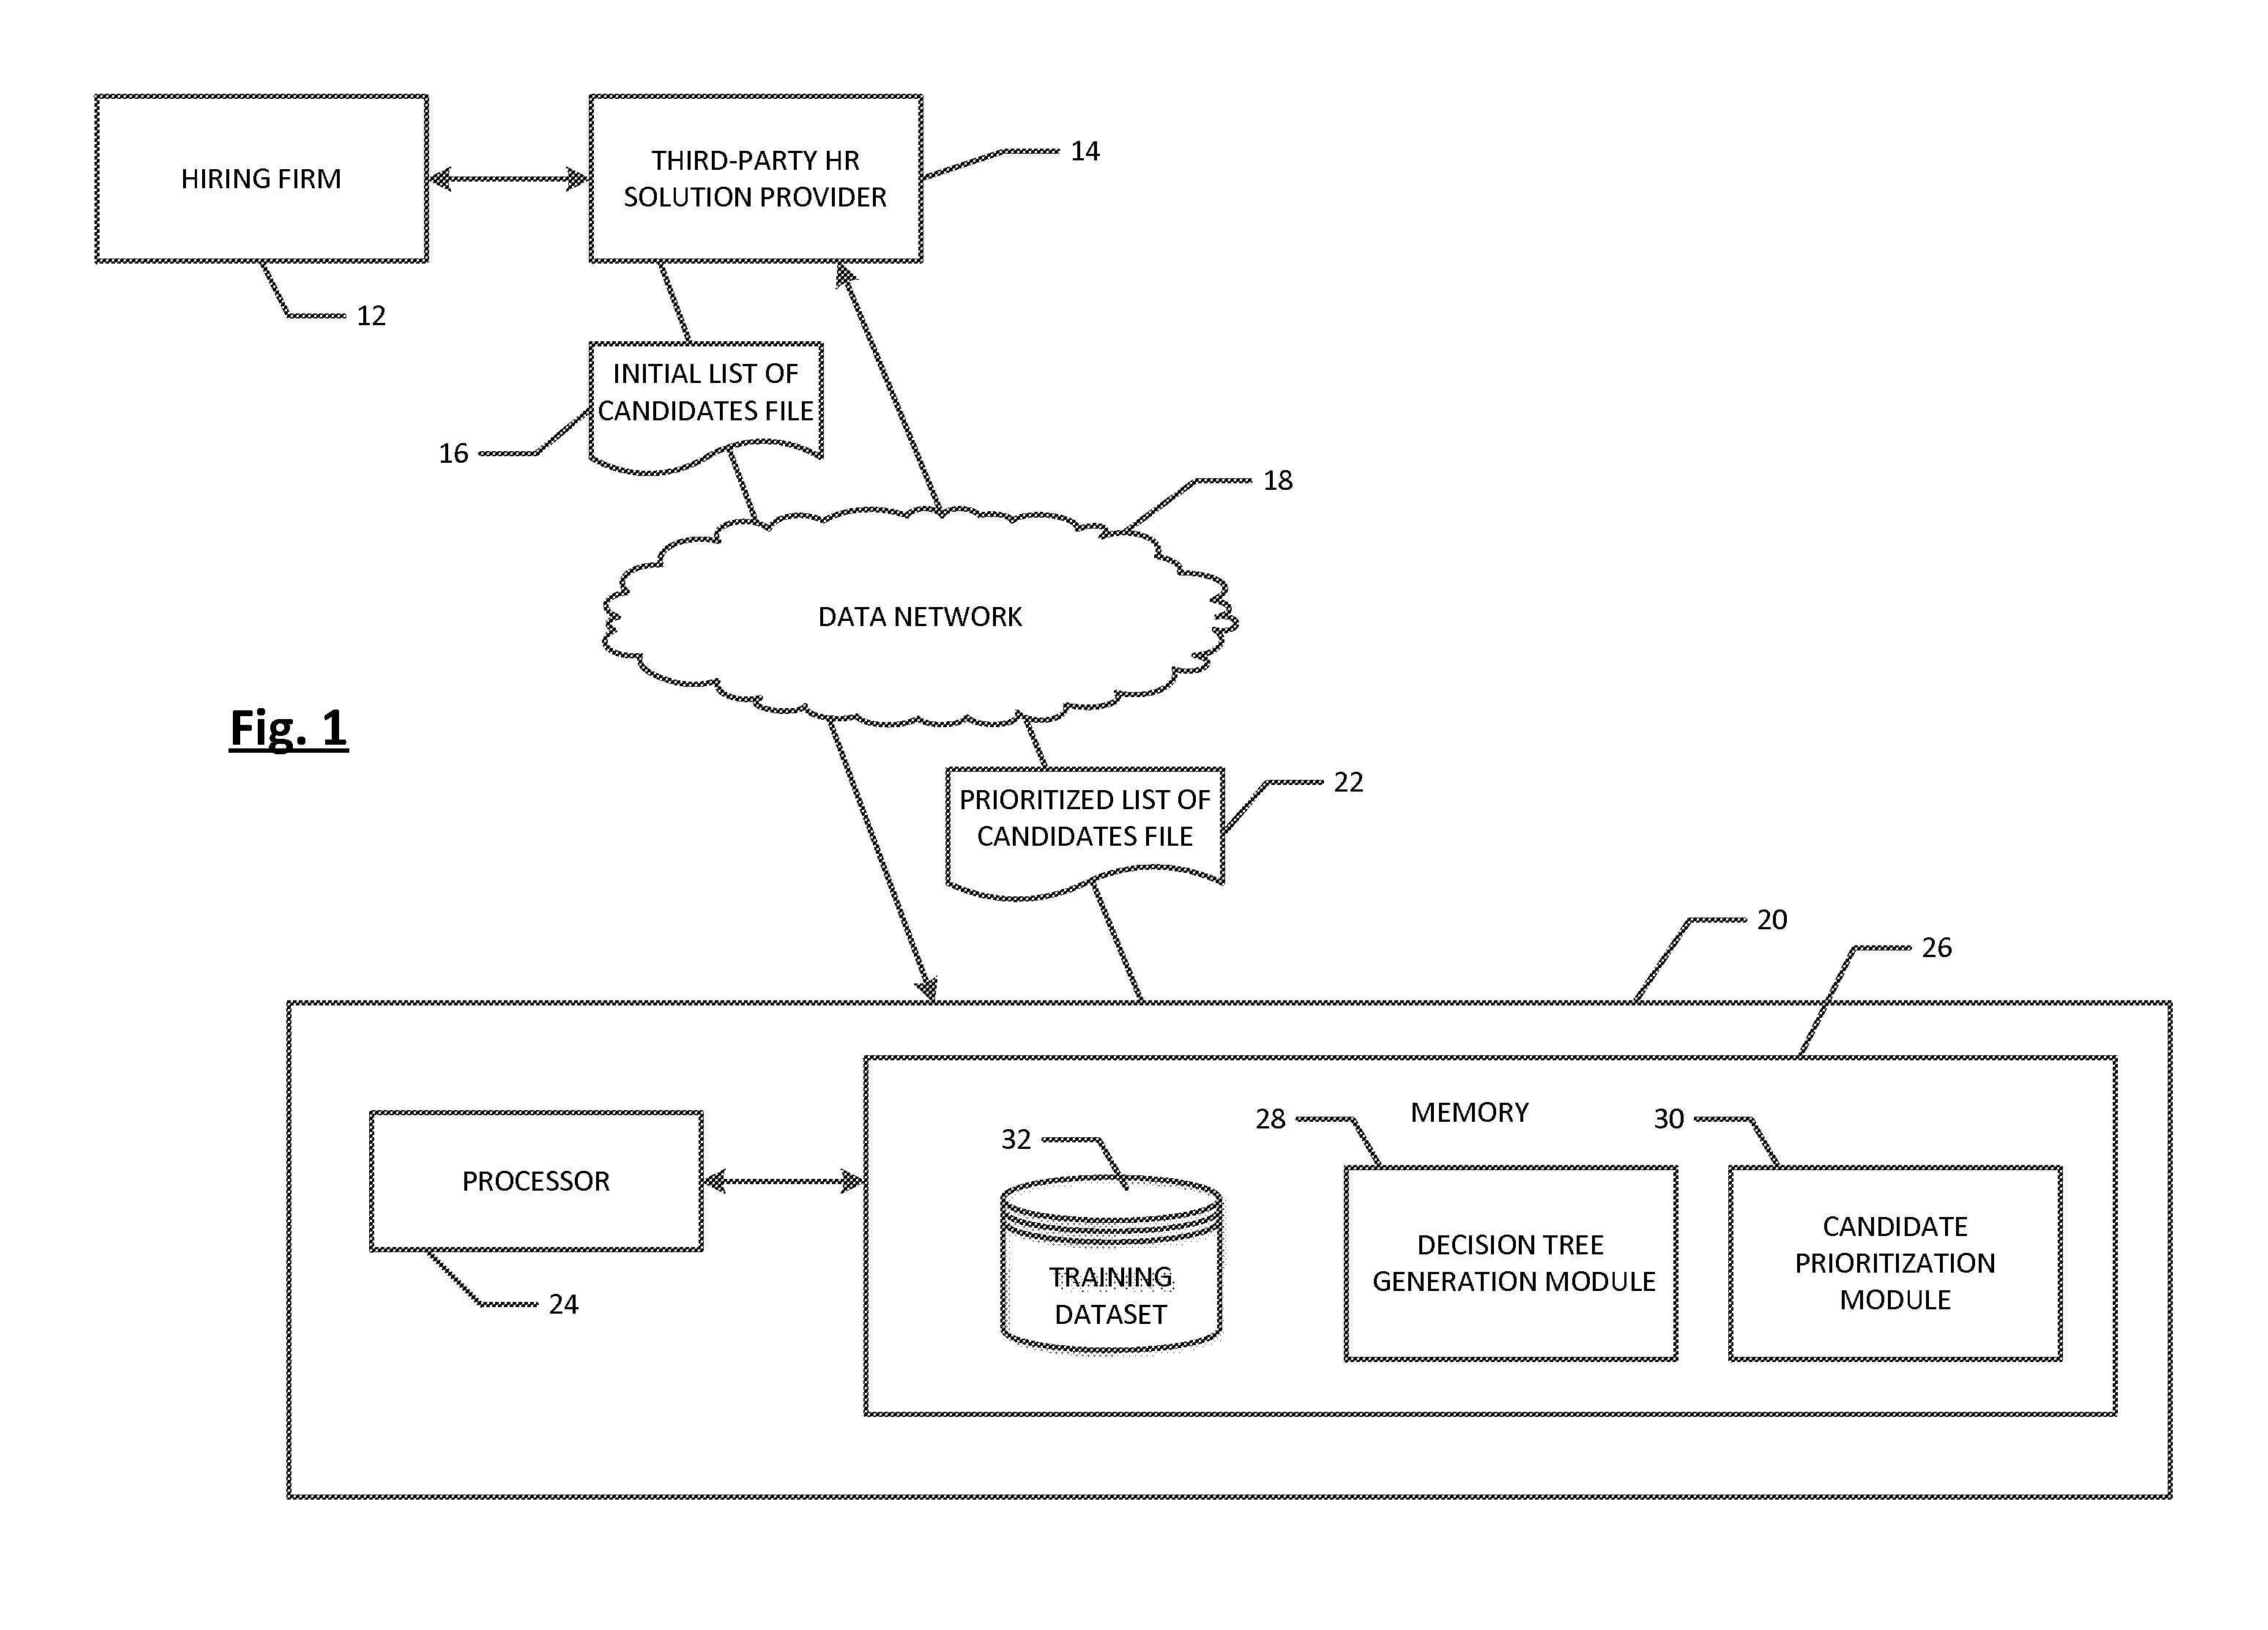 HIRING FIRM
THIRD-PARTY HR
SOLUTION PROVIDER
14
12
INITIAL LIST OF
CANDIDATES FILE
16
18
DATA NETWORK
Fig. 1
PRIORITIZED LIST OF
CANDIDATES FILE
22
20
26
MEMORY
PROCESSOR
24
32
TRAINING
DATASET
28
DECISION TREE
GENERATION MODULE
30
CANDIDATE
PRIORITIZATION
MODULE